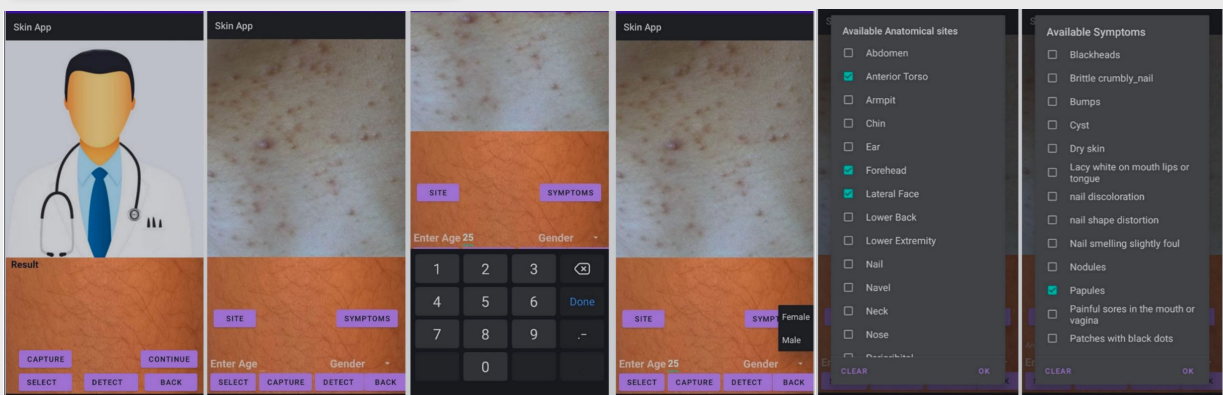 Skin App
Result
CAPTURE
CONTINUE
SELECT
DETECT
BACK
Skin App
SITE
SYMPTOMS
Enter Age
Gender
SELECT
CAPTURE
DETECT
BACK
SITE
SYMPTOMS
Enter Age 25
Gender
1
2
3
4
5
6
Done
7
8
9
.-
0
Skin App
SITE
SYMPT
Female
Male
Enter Age 25
Gender
SELECT
CAPTURE
DETECT
BACK
Available Anatomical sites
Abdomen
Anterior Torso
Armpit
Chin
Ear
Forehead
Lateral Face
Lower Back
Lower Extremity
Nail
Navel
Neck
Nose
CLEAR
OK
Available Symptoms
Blackheads
Brittle crumbly_nail
Bumps
Cyst
Dry skin
Lacy white on mouth lips or
tongue
nail discoloration
nail shape distortion
Nail smelling slightly foul
Nodules
Papules
Painful sores in the mouth or
vagina
Patches with black dots
CLEAR
OK